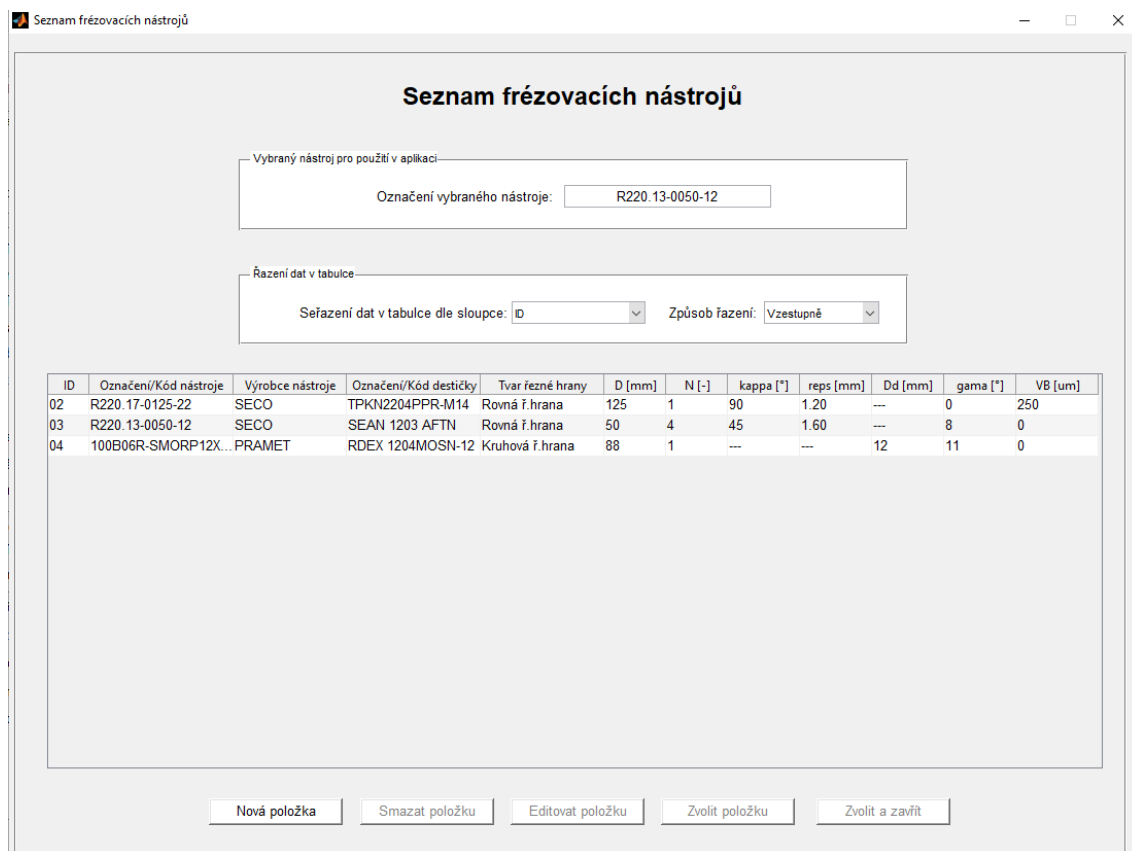 Seznam frézovacích nástrojů
Seznam frézovacích nástrojů
Vybraný nástroj pro použití v aplikaci
Označení vybraného nástroje: R220.13-0050-12
Řazení dat v tabulce
Seřazení dat v tabulce dle sloupce: ID Způsob řazení: Vzestupně
ID Označení/Kód nástroje Výrobce nástroje Označení/Kód destičky Tvar řezné hrany D [mm] N [-] kappa [°] reps [mm] Dd [mm] gama [°] VB [um]
02 R220.17-0125-22 SECO TPKN2204PPR-M14 Rovná ř.hrana 125 1 90 1.20 --- 0 250
03 R220.13-0050-12 SECO SEAN 1203 AFTN Rovná ř.hrana 50 4 45 1.60 --- 8 0
04 100B06R-SMORP12X... PRAMET RDEX 1204MOSN-12 Kruhová ř.hrana 88 1 --- --- 12 11 0
Nová položka Smazat položku Editovat položku Zvolit položku Zvolit a zavřít